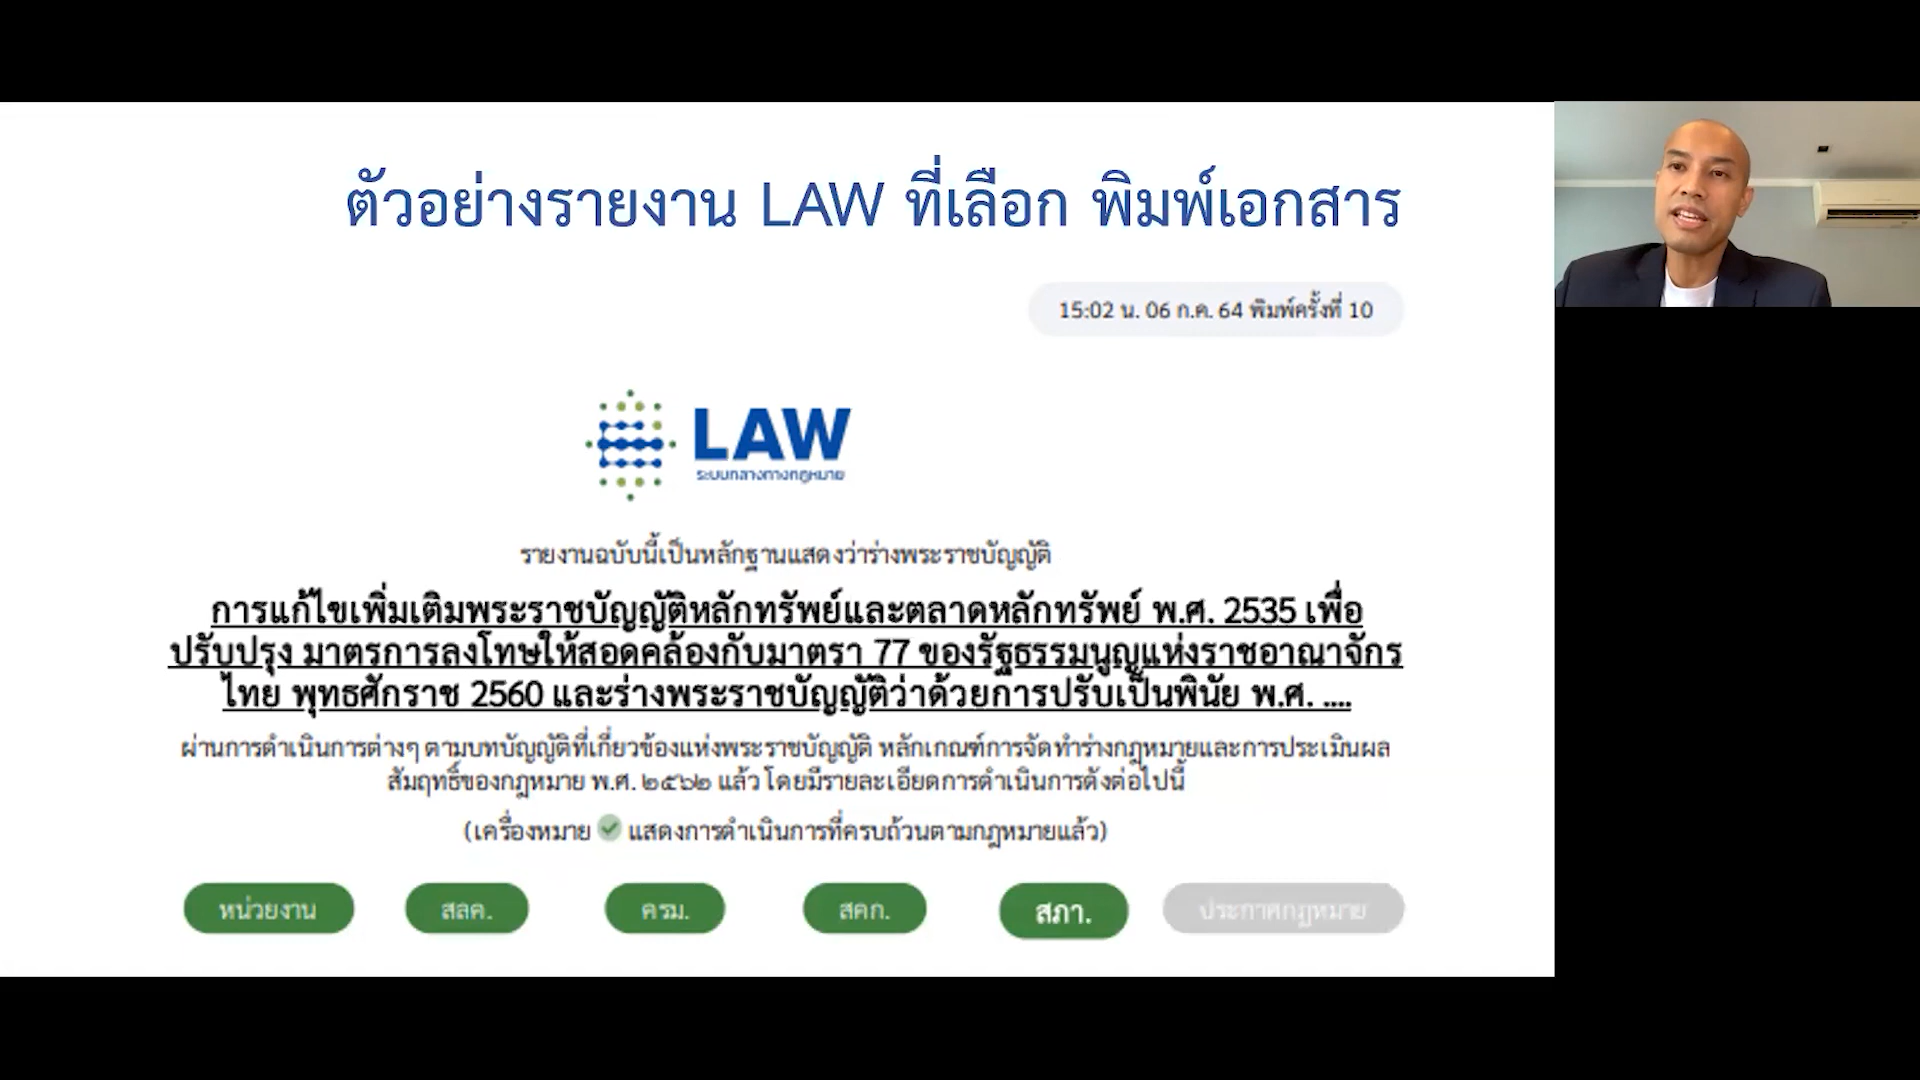 ตัวอย่างรายงาน LAW ที่เลือก พิมพ์เอกสาร
15:02 น. 06 ก.ค. 64 พิมพ์ครั้งที่ 10
LAW
ระบบกลางทางกฎหมาย
รายงานฉบับนี้เป็นหลักฐานแสดงว่าร่างพระราชบัญญัติ
การแก้ไขเพิ่มเติมพระราชบัญญัติหลักทรัพย์และตลาดหลักทรัพย์ พ.ศ. 2535 เพื่อ
ปรับปรุง มาตรการลงโทษให้สอดคล้องกับมาตรา 77 ของรัฐธรรมนูญแห่งราชอาณาจักร
ไทย พุทธศักราช 2560 และร่างพระราชบัญญัติว่าด้วยการปรับเป็นพินัย พ.ศ. ....
ผ่านการดำเนินการต่างๆ ตามบทบัญญัติที่เกี่ยวข้องแห่งพระราชบัญญัติ หลักเกณฑ์การจัดทำร่างกฎหมายและการประเมินผล
สัมฤทธิ์ของกฎหมาย พ.ศ. ๒๕๖๒ แล้ว โดยมีรายละเอียดการดำเนินการดังต่อไปนี้
(เครื่องหมาย ✓ แสดงการดำเนินการที่ครบถ้วนตามกฎหมายแล้ว)
หน่วยงาน สลค. ครม. สคก. สภา. ประกาศกฎหมาย